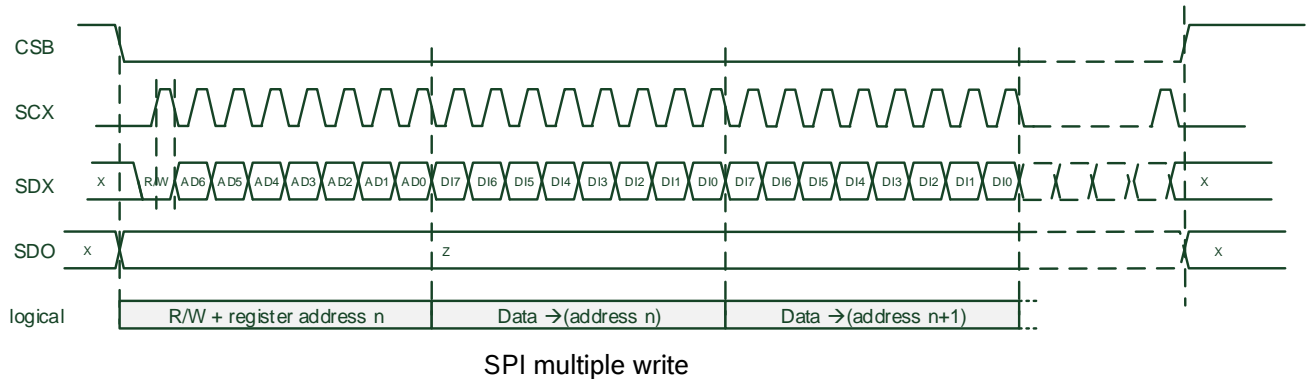 CSB
SCX
SDX X R/W AD6 AD5 AD4 AD3 AD2 AD1 AD0 DI7 DI6 DI5 DI4 DI3 DI2 DI1 DI0 DI7 DI6 DI5 DI4 DI3 DI2 DI1 DI0 X
SDO X Z X
logical R/W + register address n Data →(address n) Data →(address n+1)
SPI multiple write